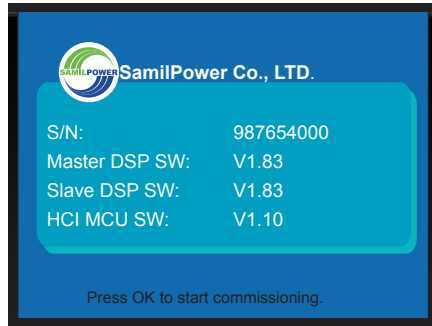 SAMILPOWER SamilPower Co., LTD.
S/N: 987654000
Master DSP SW: V1.83
Slave DSP SW: V1.83
HCI MCU SW: V1.10
Press OK to start commissioning.